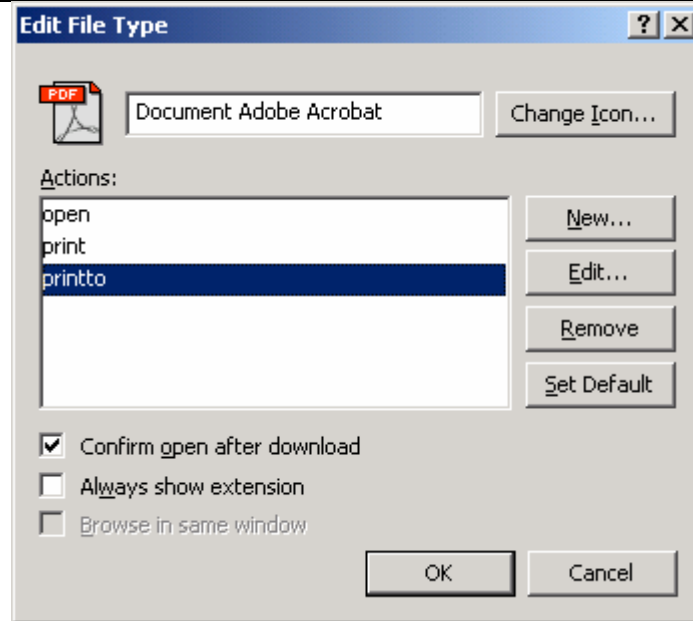 Edit File Type
PDF
Document Adobe Acrobat
Change Icon...
Actions:
open
print
printto
New...
Edit...
Remove
Set Default
Confirm open after download
Always show extension
Browse in same window
OK
Cancel